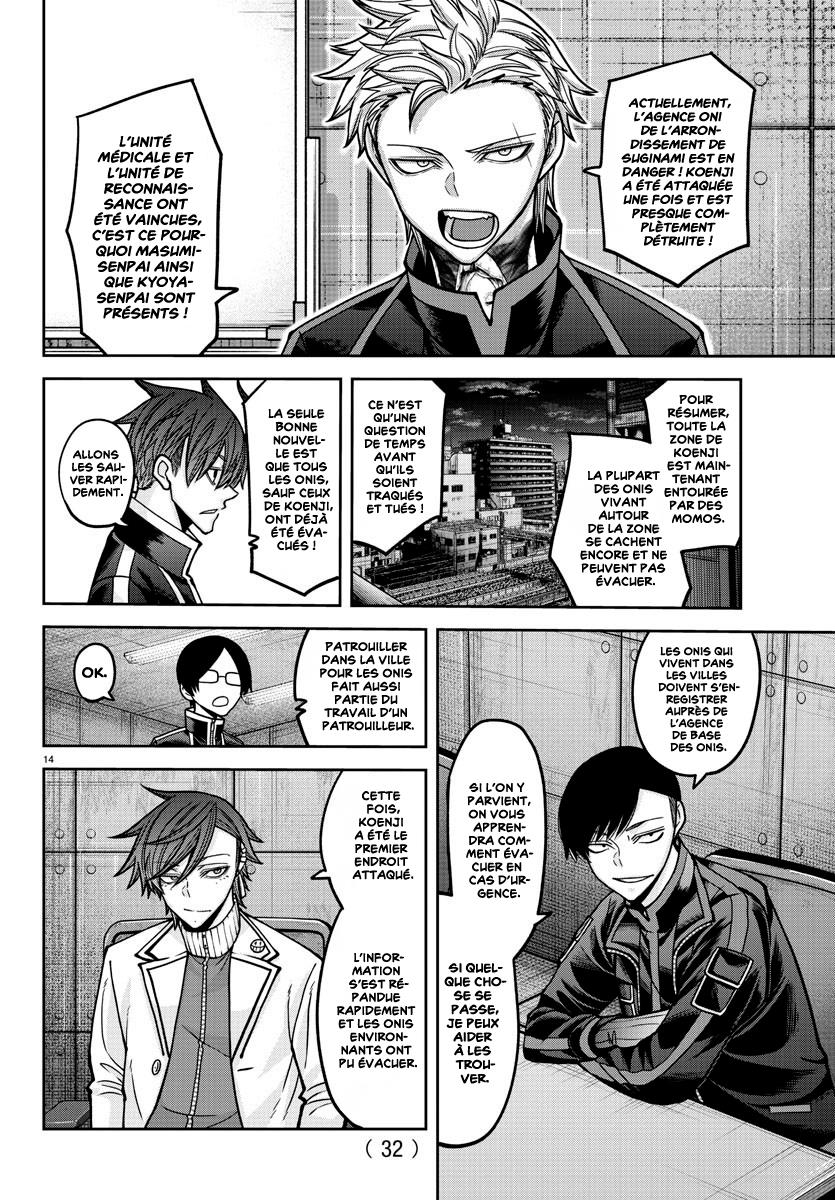 ACTUELLEMENT,
L'AGENCE ONI
DE L'ARRON-
DISSEMENT DE
SUGINAMI EST EN
DANGER ! KOENJI
A ÉTÉ ATTAQUÉE
UNE FOIS ET EST
PRESQUE COM-
PLÈTEMENT
DÉTRUITE !
L'UNITÉ
MÉDICALE ET
L'UNITÉ DE
RECONNAIS-
SANCE ONT
ÉTÉ VAINCUES,
C'EST CE POUR-
QUOI MASUMI-
SENPAI AINSI
QUE KYOYA-
SENPAI SONT
PRÉSENTS !
POUR
RÉSUMER,
TOUTE LA
ZONE DE
KOENJI
EST MAIN-
TENANT
ENTOURÉE
PAR DES
MOMOS.
LA PLUPART
DES ONIS
VIVANT
AUTOUR
DE LA ZONE
SE CACHENT
ENCORE ET NE
PEUVENT PAS
ÉVACUER.
CE N'EST
QU'UNE
QUESTION
DE TEMPS
AVANT
QU'ILS
SOIENT
TRAQUÉS
ET TUÉS !
LA SEULE
BONNE
NOUVEL-
LE EST
QUE TOUS
LES ONIS,
SAUF CEUX
DE KOENJI,
ONT DÉJÀ
ÉTÉ ÉVA-
CUÉS !
ALLONS
LES SAU-
VER RAPI-
DEMENT.
LES ONIS QUI
VIVENT DANS
LES VILLES
DOIVENT S'EN-
REGISTRER
AUPRÈS DE
L'AGENCE
DE BASE
DES ONIS.
SI L'ON Y
PARVIENT,
ON VOUS
APPREN-
DRA COM-
MENT ÉVA-
CUER EN
CAS D'UR-
GENCE.
SI QUEL-
QUE CHO-
SE SE
PASSE,
JE PEUX
AIDER
À LES
TROU-
VER.
PATROUILLER
DANS LA VILLE
POUR LES ONIS
FAIT AUSSI
PARTIE DU
TRAVAIL D'UN
PATROUILLEUR.
OK.
14
CETTE
FOIS,
KOENJI
A ÉTÉ LE
PREMIER
ENDROIT
ATTAQUÉ.
L'INFOR-
MATION
S'EST RÉ-
PANDUE
RAPIDEMENT
ET LES ONIS
ENVIRON-
NANTS ONT
PU ÉVACUER.
( 32 )